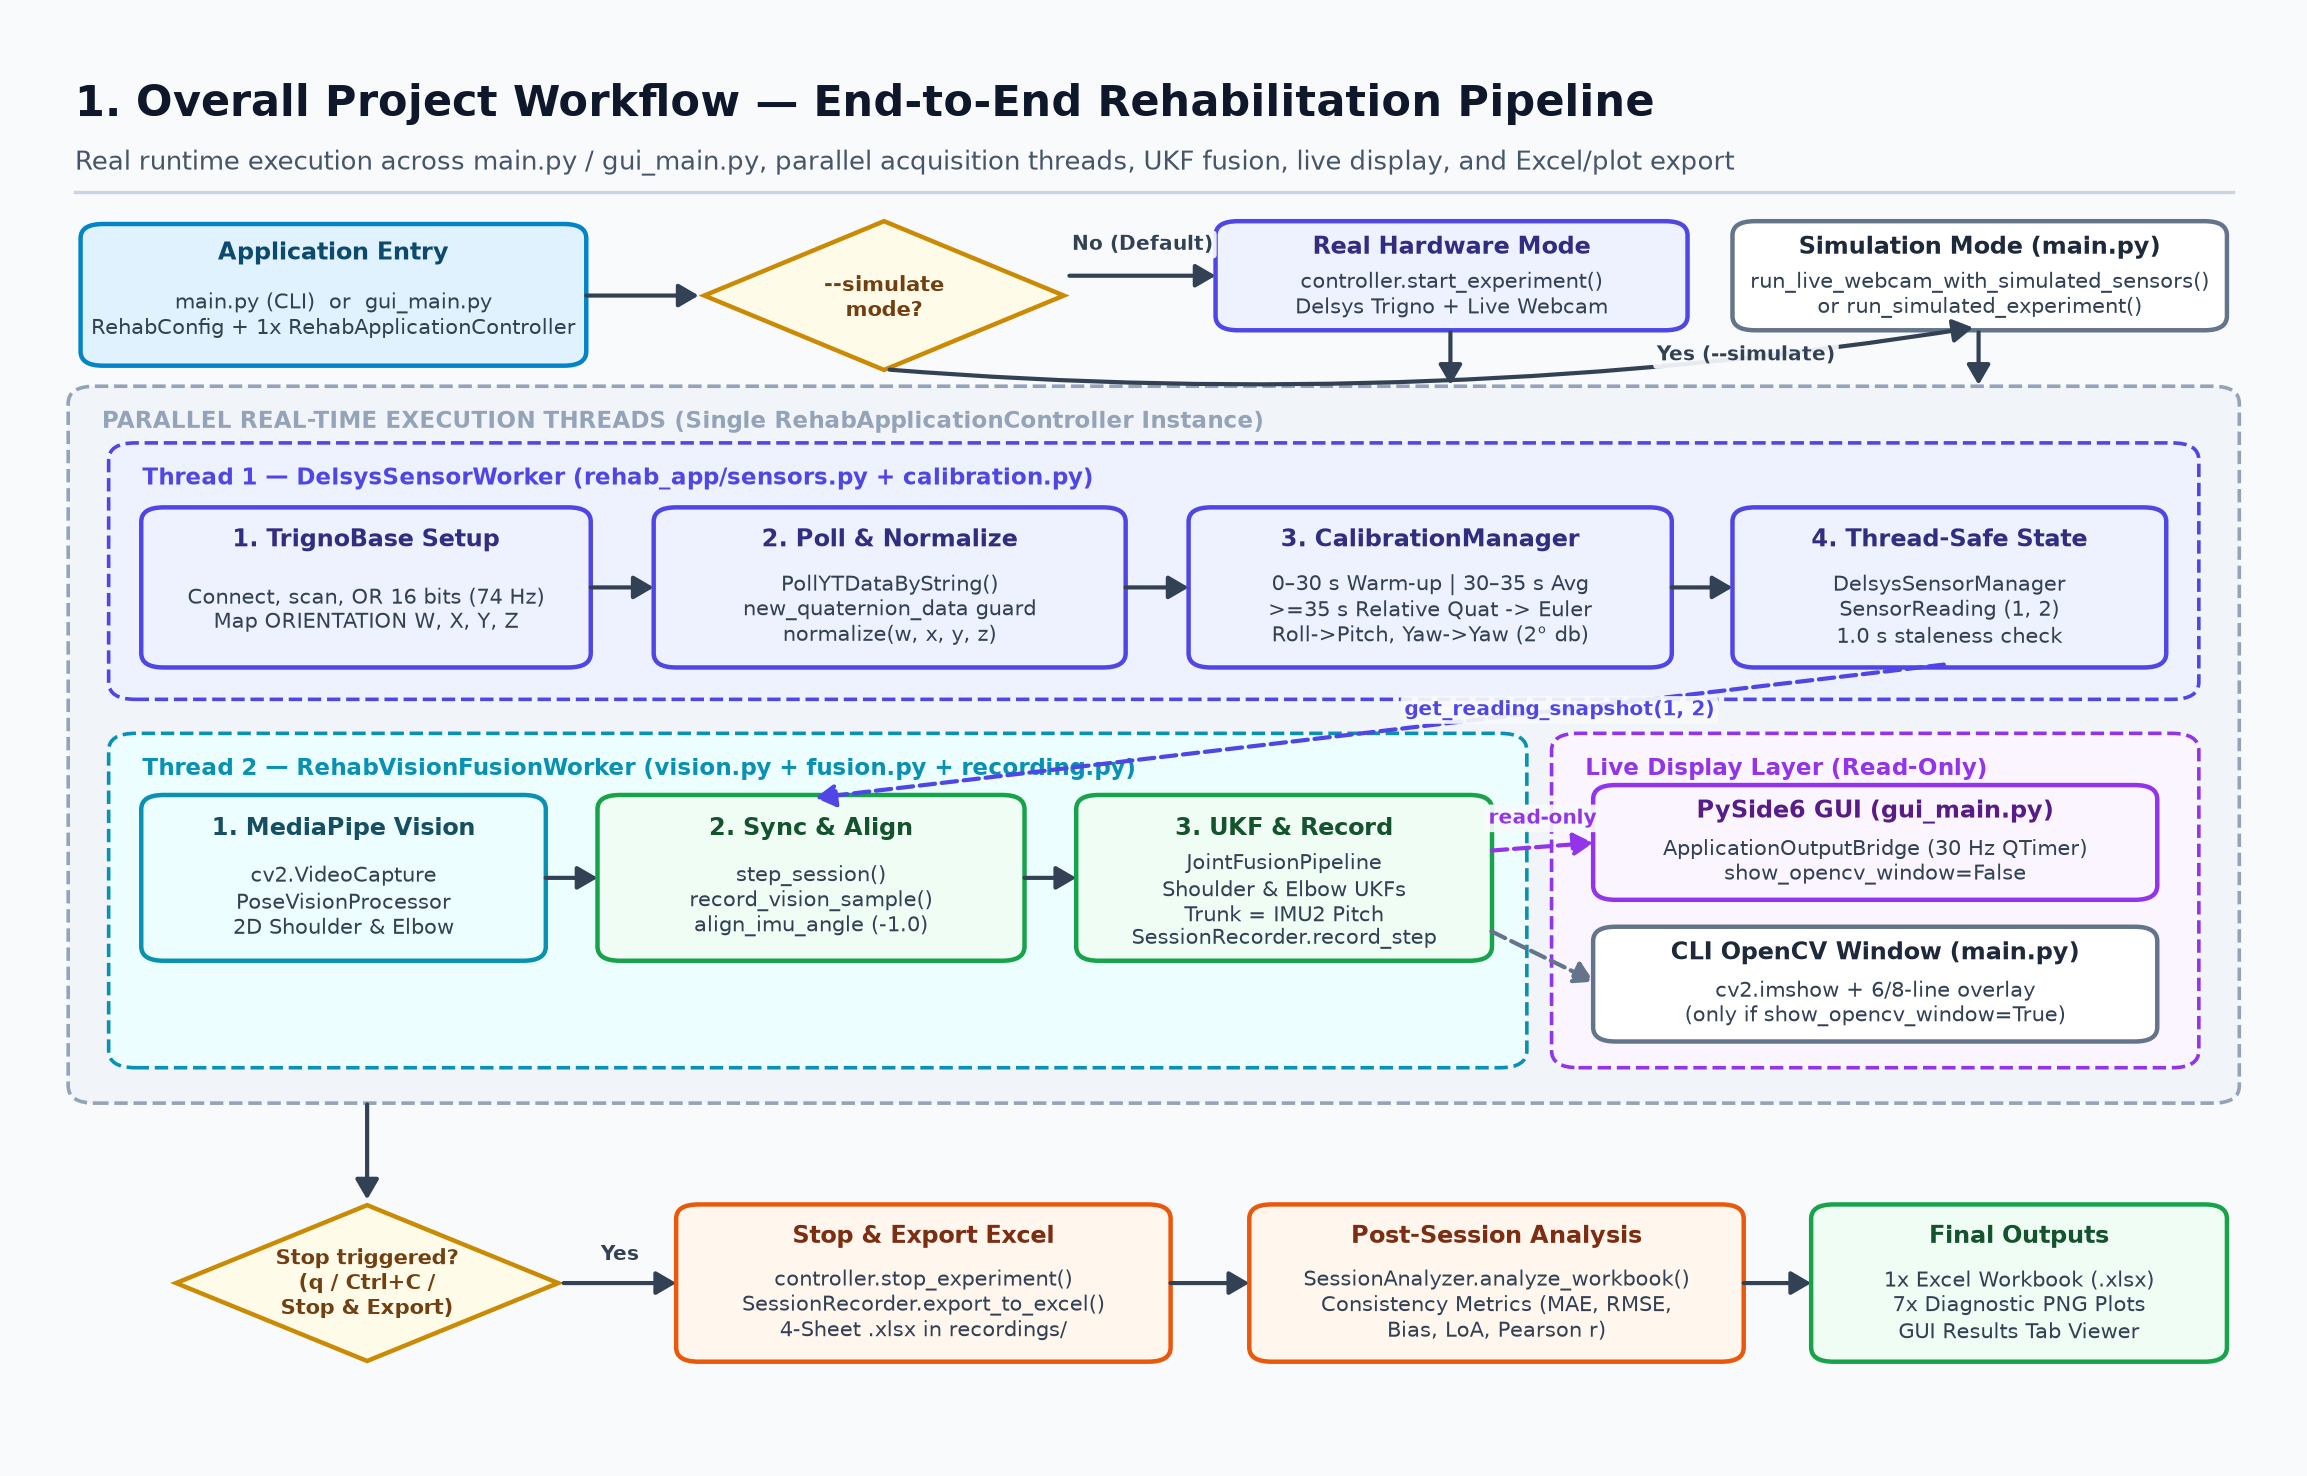 1. Overall Project Workflow — End-to-End Rehabilitation Pipeline
Real runtime execution across main.py / gui_main.py, parallel acquisition threads, UKF fusion, live display, and Excel/plot export
Application Entry
main.py (CLI)  or  gui_main.py
RehabConfig + 1x RehabApplicationController
--simulate
mode?
No (Default)
Real Hardware Mode
controller.start_experiment()
Delsys Trigno + Live Webcam
Simulation Mode (main.py)
run_live_webcam_with_simulated_sensors()
or run_simulated_experiment()
Yes (--simulate)
PARALLEL REAL-TIME EXECUTION THREADS (Single RehabApplicationController Instance)
Thread 1 — DelsysSensorWorker (rehab_app/sensors.py + calibration.py)
1. TrignoBase Setup
Connect, scan, OR 16 bits (74 Hz)
Map ORIENTATION W, X, Y, Z
2. Poll & Normalize
PollYTDataByString()
new_quaternion_data guard
normalize(w, x, y, z)
3. CalibrationManager
0–30 s Warm-up | 30–35 s Avg
>=35 s Relative Quat -> Euler
Roll->Pitch, Yaw->Yaw (2° db)
4. Thread-Safe State
DelsysSensorManager
SensorReading (1, 2)
1.0 s staleness check
get_reading_snapshot(1, 2)
Thread 2 — RehabVisionFusionWorker (vision.py + fusion.py + recording.py)
1. MediaPipe Vision
cv2.VideoCapture
PoseVisionProcessor
2D Shoulder & Elbow
2. Sync & Align
step_session()
record_vision_sample()
align_imu_angle (-1.0)
3. UKF & Record
JointFusionPipeline
Shoulder & Elbow UKFs
Trunk = IMU2 Pitch
SessionRecorder.record_step
read-only
Live Display Layer (Read-Only)
PySide6 GUI (gui_main.py)
ApplicationOutputBridge (30 Hz QTimer)
show_opencv_window=False
CLI OpenCV Window (main.py)
cv2.imshow + 6/8-line overlay
(only if show_opencv_window=True)
Stop triggered?
(q / Ctrl+C /
Stop & Export)
Yes
Stop & Export Excel
controller.stop_experiment()
SessionRecorder.export_to_excel()
4-Sheet .xlsx in recordings/
Post-Session Analysis
SessionAnalyzer.analyze_workbook()
Consistency Metrics (MAE, RMSE,
Bias, LoA, Pearson r)
Final Outputs
1x Excel Workbook (.xlsx)
7x Diagnostic PNG Plots
GUI Results Tab Viewer